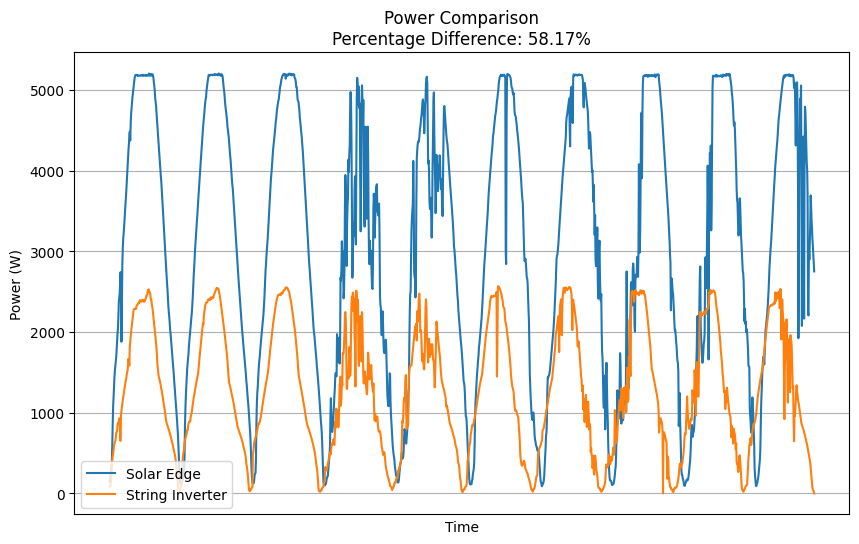 Power Comparison
Percentage Difference: 58.17%
Power (W)
5000
4000
3000
2000
1000
0
Solar Edge
String Inverter
Time